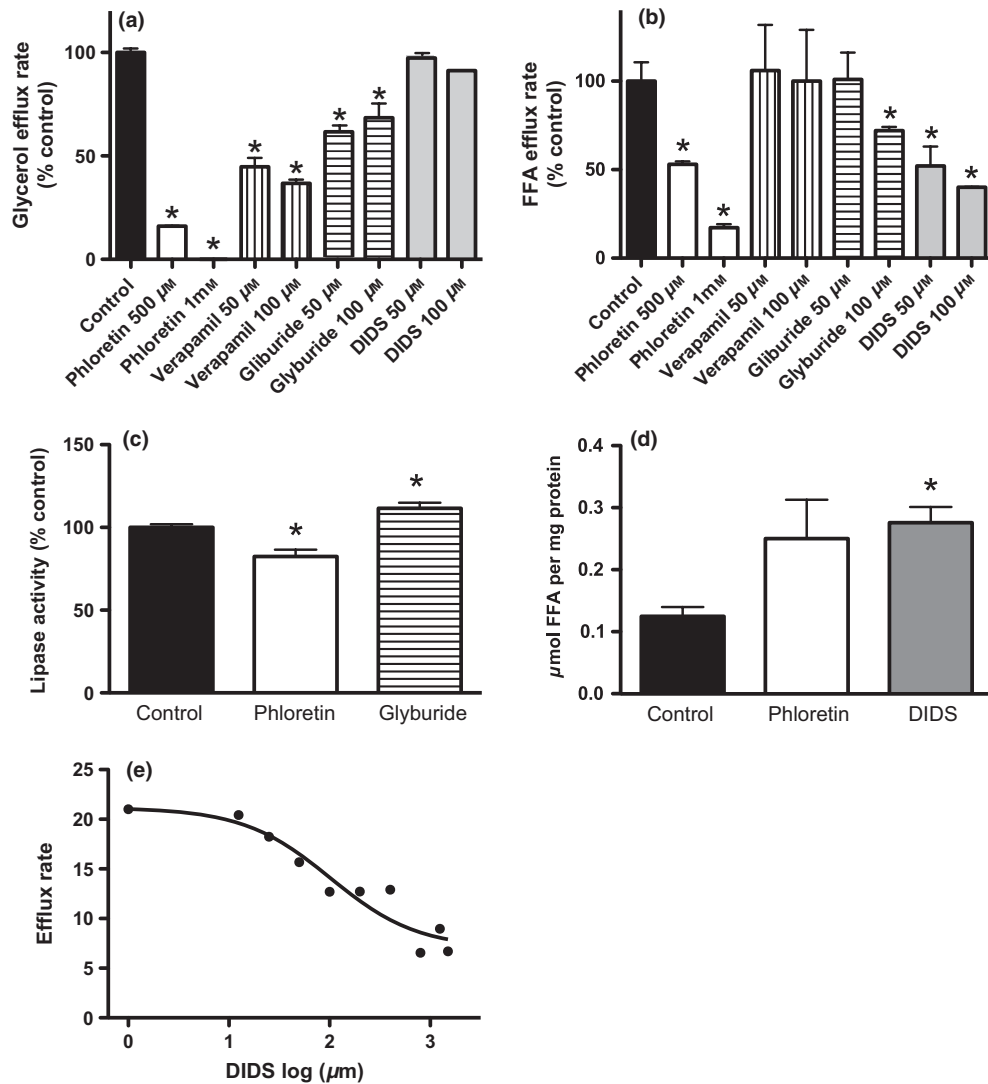 (a)
Glycerol efflux rate
(% control)
100
50
0
*
*
*
*
*
*
Control
Phloretin 500 µM
Phloretin 1mM
Verapamil 50 µM
Verapamil 100 µM
Gliburide 50 µM
Glyburide 100 µM
DIDS 50 µM
DIDS 100 µM
(b)
FFA efflux rate
(% control)
100
50
0
*
*
*
*
*
Control
Phloretin 500 µM
Phloretin 1mM
Verapamil 50 µM
Verapamil 100 µM
Gliburide 50 µM
Glyburide 100 µM
DIDS 50 µM
DIDS 100 µM
(c)
Lipase activity (% control)
150
100
50
0
*
*
Control
Phloretin
Glyburide
(d)
µmol FFA per mg protein
0.4
0.3
0.2
0.1
0.0
*
Control
Phloretin
DIDS
(e)
Efflux rate
25
20
15
10
5
0
0
1
2
3
DIDS log (µm)